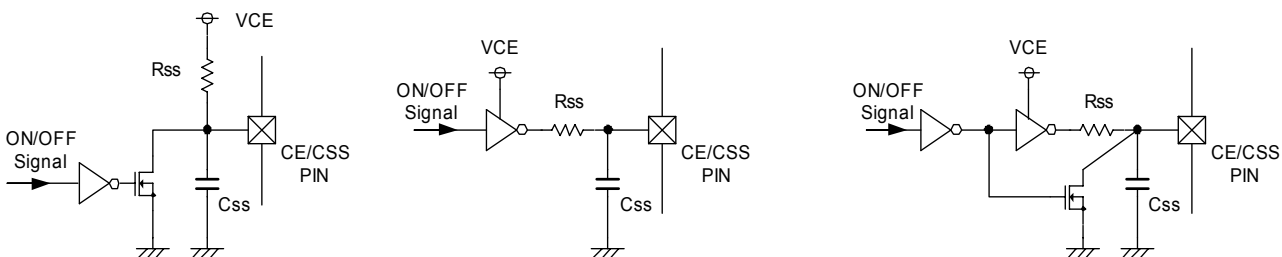 VCE
Rss
ON/OFF
Signal
CE/CSS
PIN
Css
VCE
ON/OFF
Signal
Rss
CE/CSS
PIN
Css
VCE
ON/OFF
Signal
Rss
CE/CSS
PIN
Css